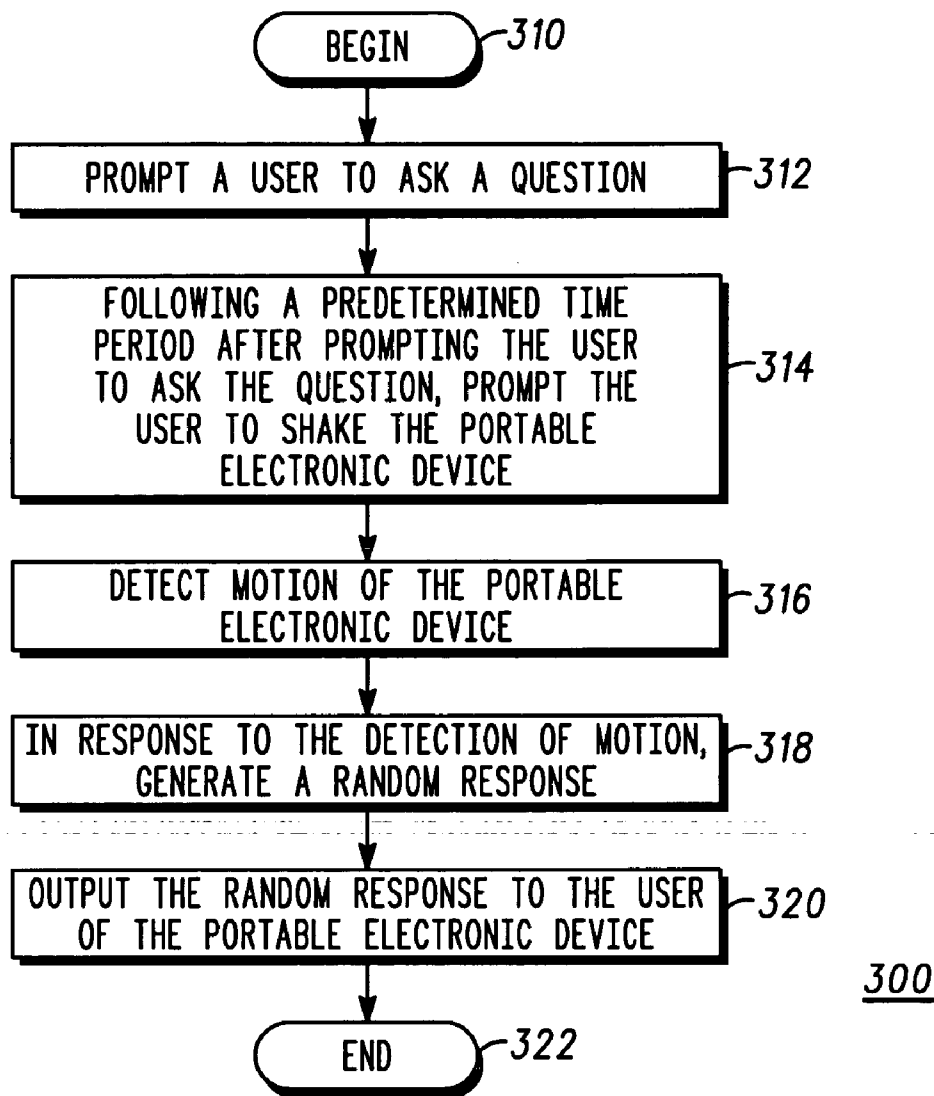 BEGIN
310
PROMPT A USER TO ASK A QUESTION
312
FOLLOWING A PREDETERMINED TIME
PERIOD AFTER PROMPTING THE USER
TO ASK THE QUESTION, PROMPT THE
USER TO SHAKE THE PORTABLE
ELECTRONIC DEVICE
314
DETECT MOTION OF THE PORTABLE
ELECTRONIC DEVICE
316
IN RESPONSE TO THE DETECTION OF MOTION,
GENERATE A RANDOM RESPONSE
318
OUTPUT THE RANDOM RESPONSE TO THE USER
OF THE PORTABLE ELECTRONIC DEVICE
320
300
END
322